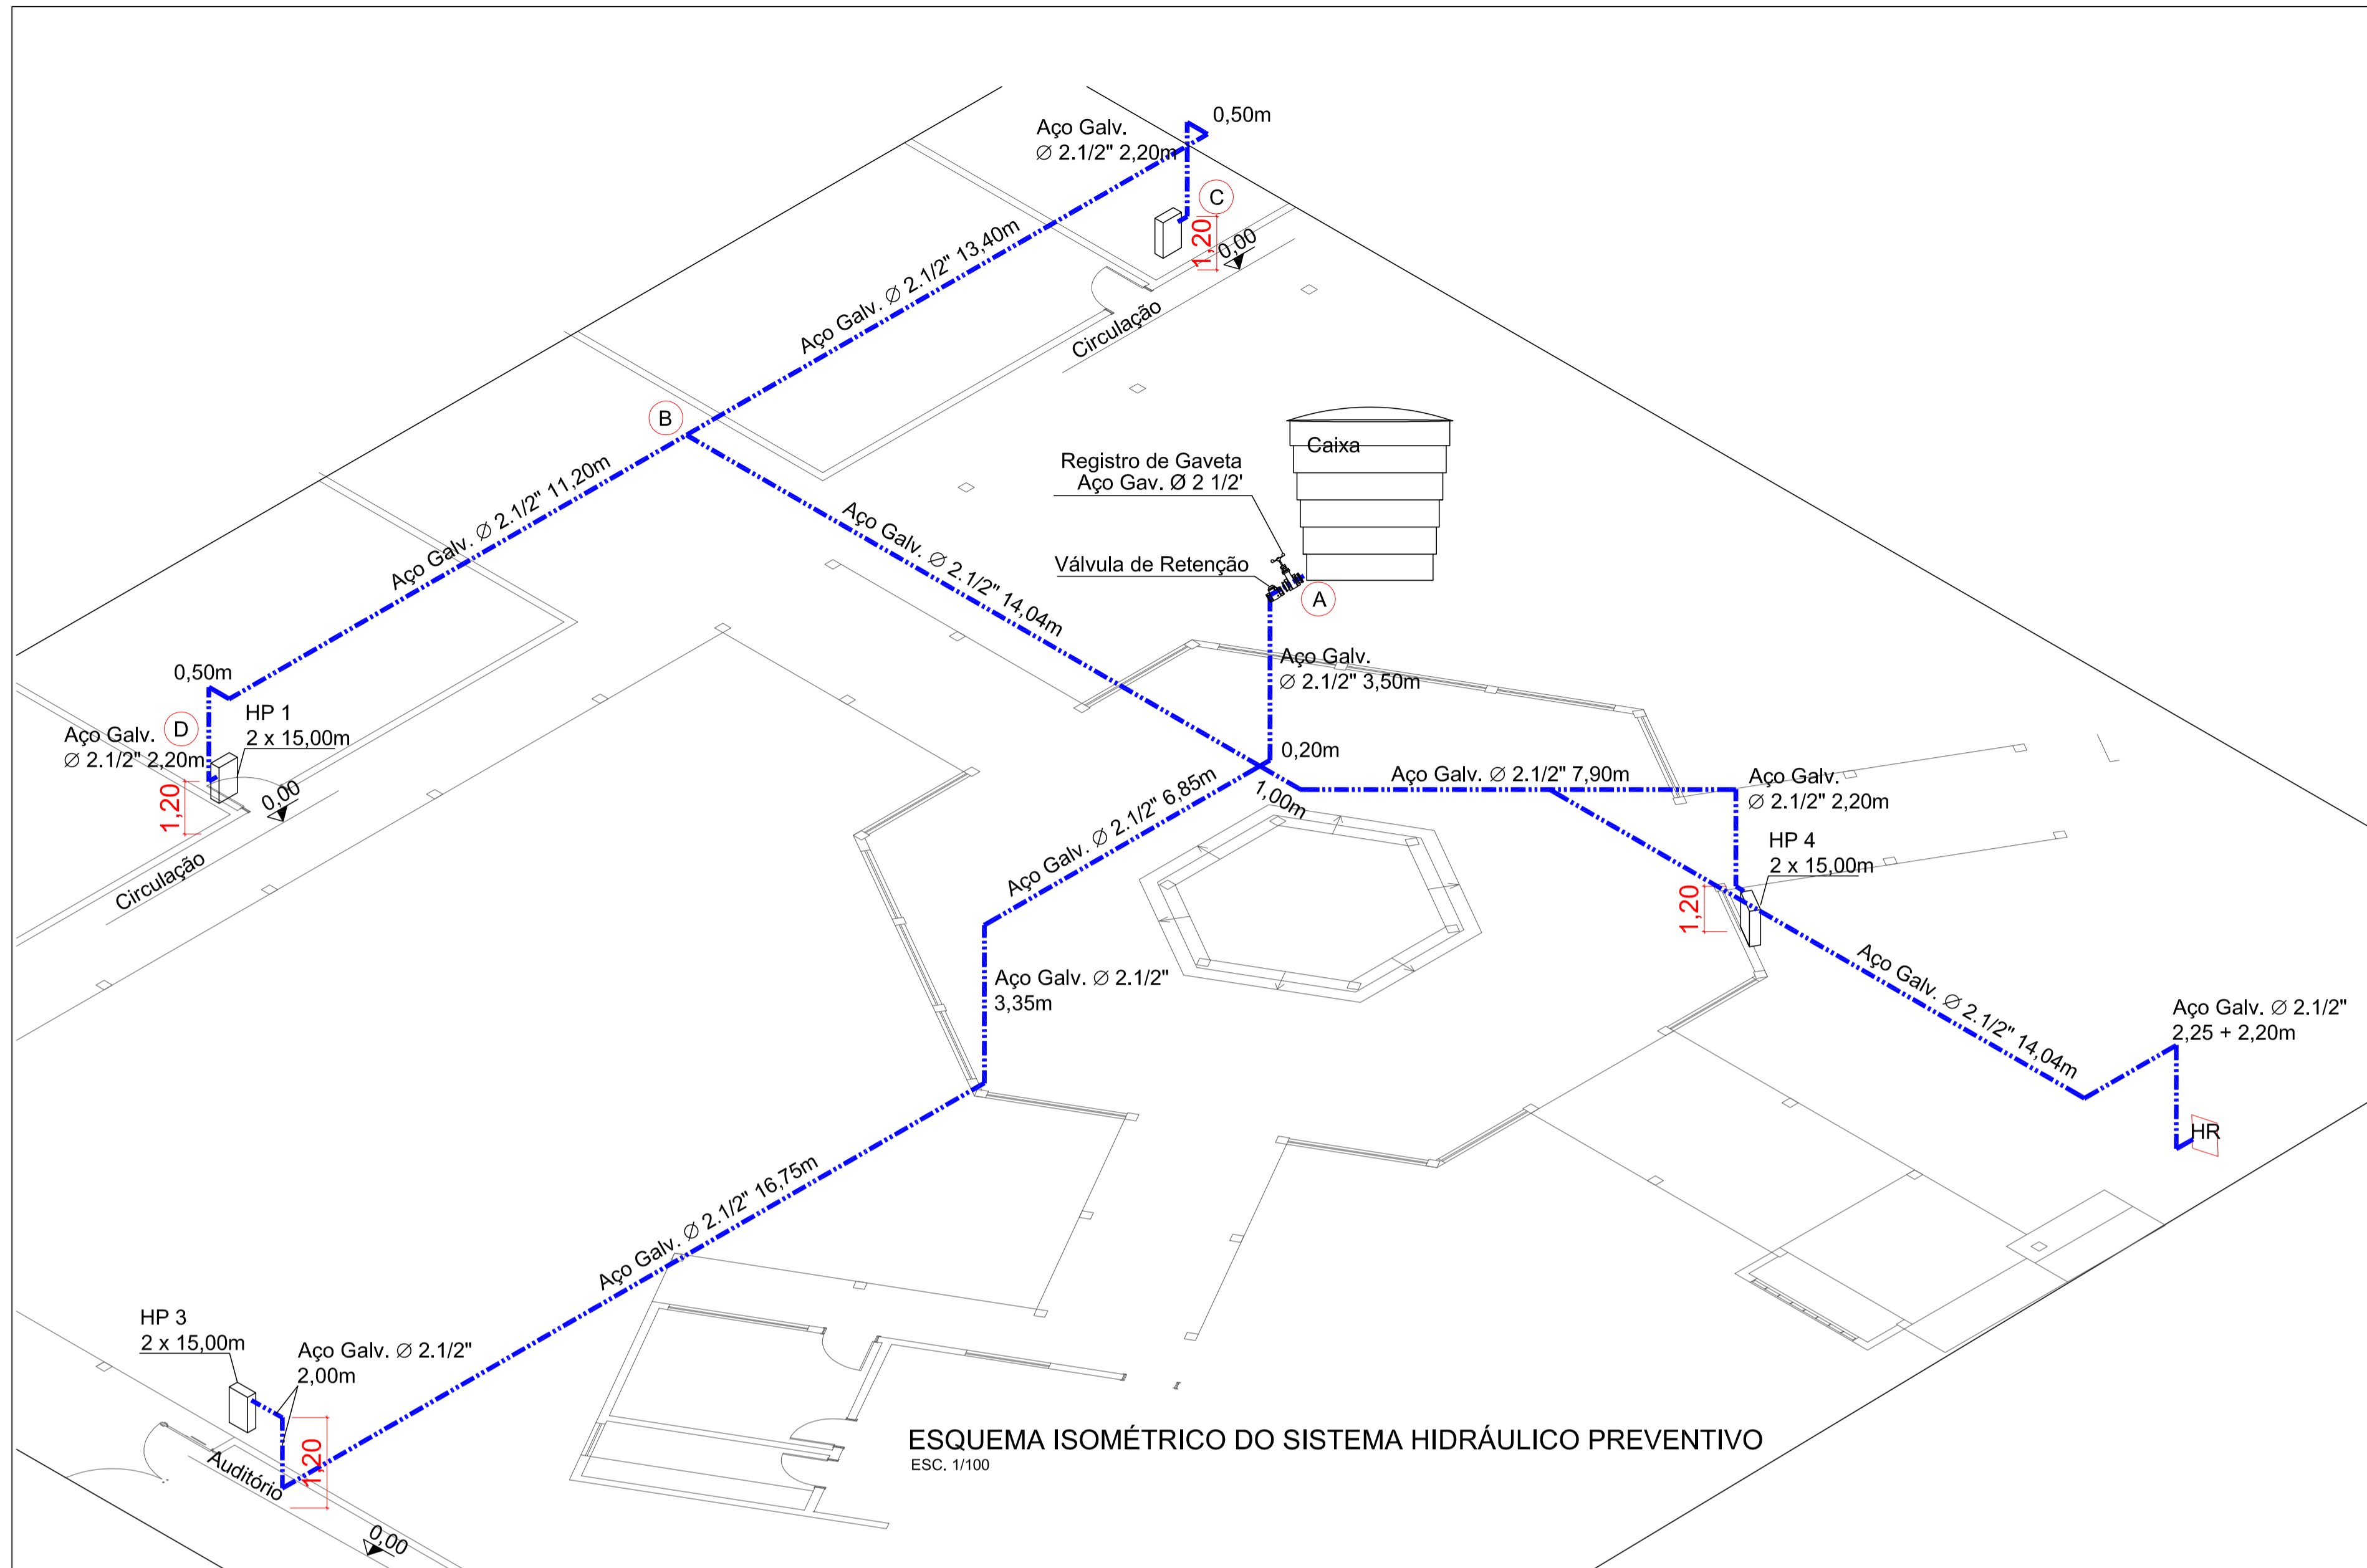 0,50m
Aço Galv.
Ø 2.1/2" 2,20m
C
1,20
0,00
Circulação
Aço Galv. Ø 2.1/2" 13,40m
B
Caixa
Registro de Gaveta
Aço Gav. Ø 2 1/2'
Válvula de Retenção
A
Aço Galv. Ø 2.1/2" 11,20m
Aço Galv. Ø 2.1/2" 14,04m
Aço Galv.
Ø 2.1/2" 3,50m
0,50m
HP 1
2 x 15,00m
D
Aço Galv.
Ø 2.1/2" 2,20m
1,20
0,00
Circulação
0,20m
Aço Galv. Ø 2.1/2" 7,90m
1,00m
Aço Galv.
Ø 2.1/2" 2,20m
Aço Galv. Ø 2.1/2" 6,85m
HP 4
2 x 15,00m
1,20
Aço Galv. Ø 2.1/2"
3,35m
Aço Galv. Ø 2.1/2" 14,04m
Aço Galv. Ø 2.1/2"
2,25 + 2,20m
HR
Aço Galv. Ø 2.1/2" 16,75m
HP 3
2 x 15,00m
Aço Galv. Ø 2.1/2"
2,00m
1,20
Auditório
0,00
ESQUEMA ISOMÉTRICO DO SISTEMA HIDRÁULICO PREVENTIVO
ESC. 1/100